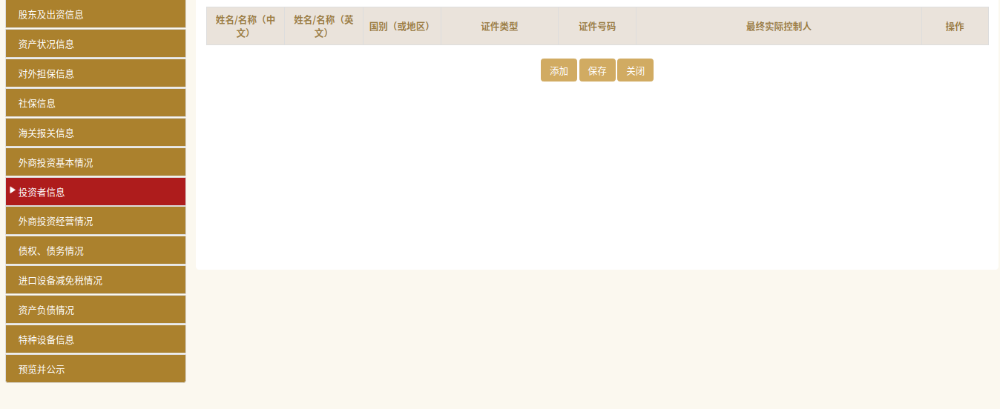 股东及出资信息
资产状况信息
对外担保信息
社保信息
海关报关信息
外商投资基本情况
投资者信息
外商投资经营情况
债权、债务情况
进口设备减免税情况
资产负债情况
特种设备信息
预览并公示
姓名/名称（中
文）
姓名/名称（英
文）
国别（或地区）
证件类型
证件号码
最终实际控制人
操作
添加
保存
关闭